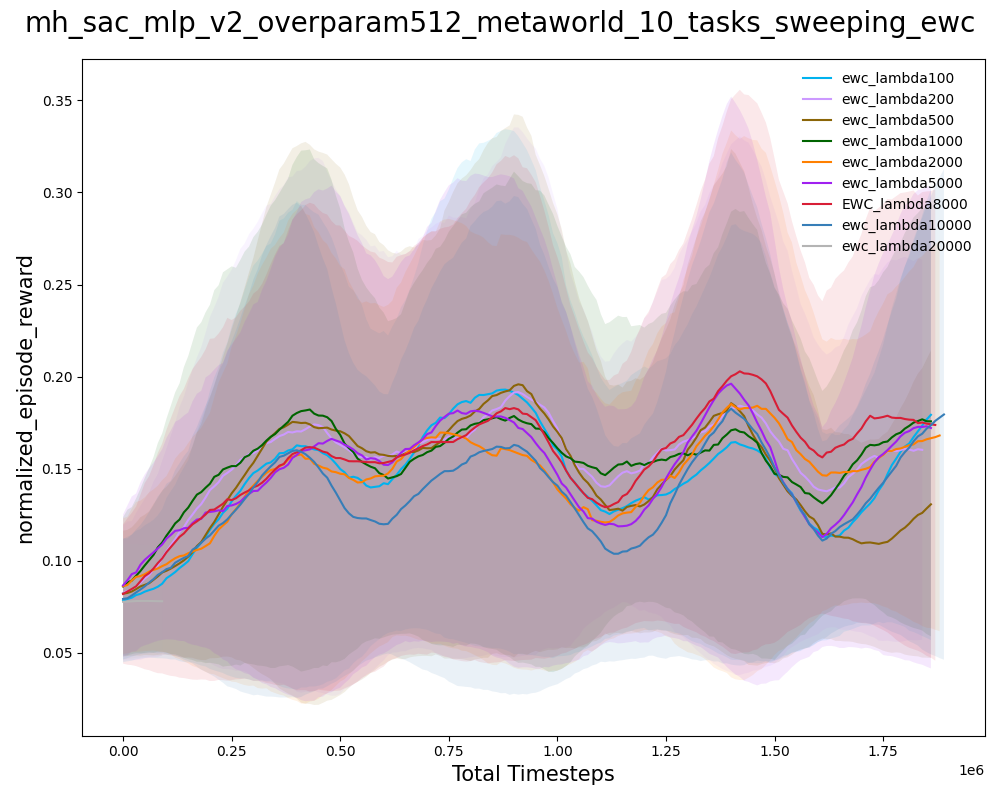 mh_sac_mlp_v2_overparam512_metaworld_10_tasks_sweeping_ewc
ewc_lambda100
ewc_lambda200
ewc_lambda500
ewc_lambda1000
ewc_lambda2000
ewc_lambda5000
EWC_lambda8000
ewc_lambda10000
ewc_lambda20000
normalized_episode_reward
0.35
0.30
0.25
0.20
0.15
0.10
0.05
0.00 0.25 0.50 0.75 1.00 1.25 1.50 1.75
1e6
Total Timesteps